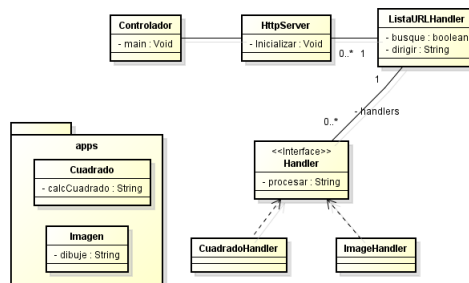 Controlador
- main : Void
HttpServer
- Inicializar : Void
ListaURLHandler
- busque : boolean
- dirigir : String
0..* 1
1
- handlers
0..*
<<Interface>>
Handler
- procesar : String
apps
Cuadrado
- calcCuadrado : String
Imagen
- dibuje : String
CuadradoHandler
ImageHandler